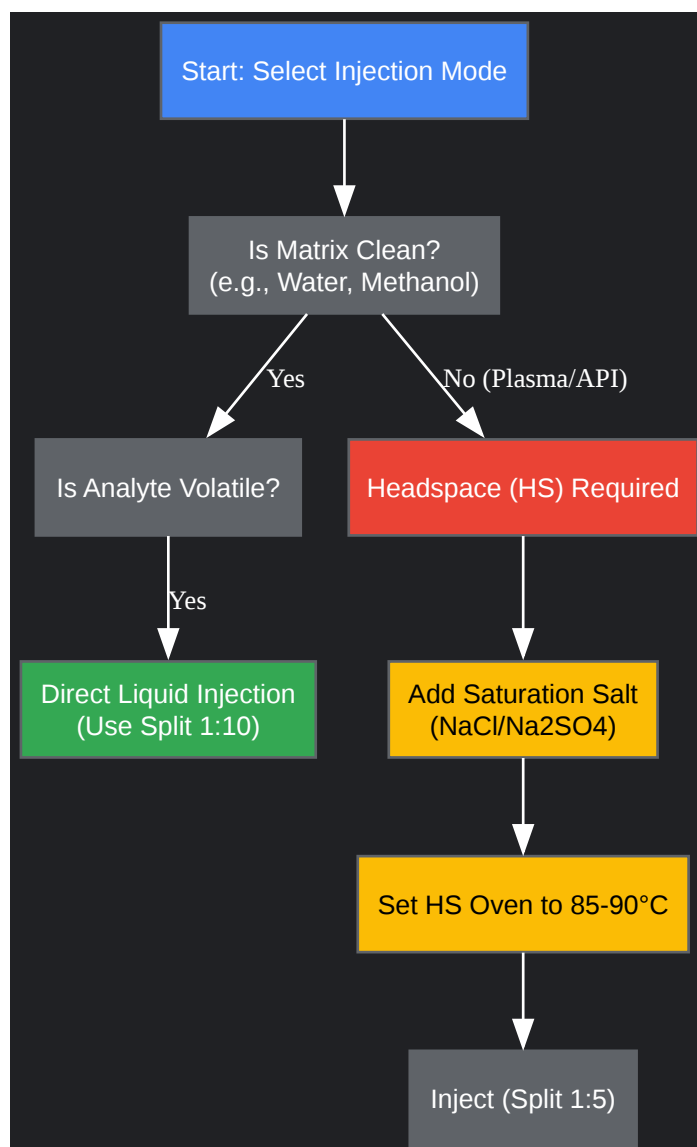 Start: Select Injection Mode
Is Matrix Clean?
(e.g., Water, Methanol)
Yes
No (Plasma/API)
Is Analyte Volatile?
Headspace (HS) Required
Yes
Direct Liquid Injection
(Use Split 1:10)
Add Saturation Salt
(NaCl/Na2SO4)
Set HS Oven to 85-90°C
Inject (Split 1:5)